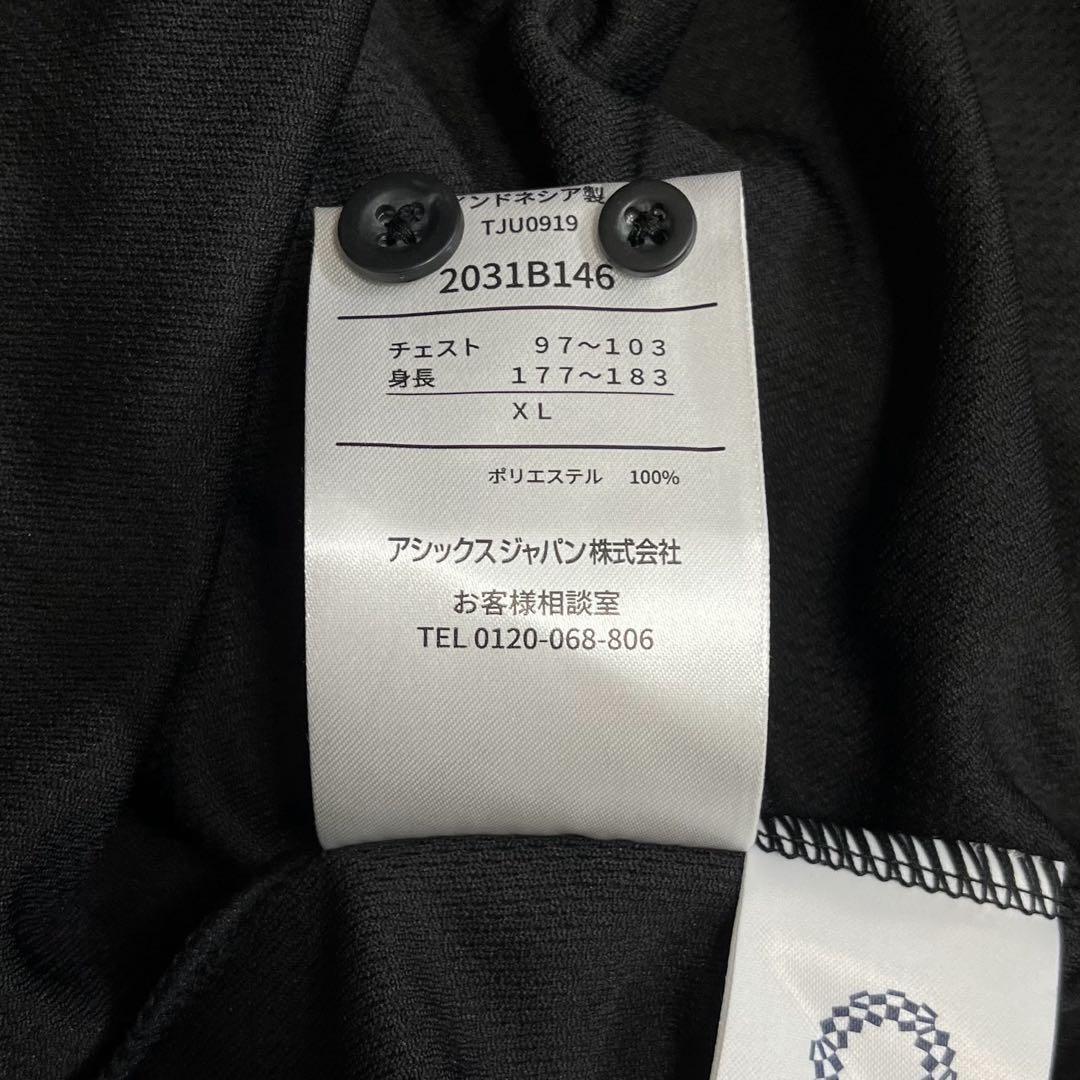 インドネシア製
TJU0919
2031B146
チェスト 97～103
身長 177～183
XL
ポリエステル 100%
アシックスジャパン株式会社
お客様相談室
TEL 0120-068-806